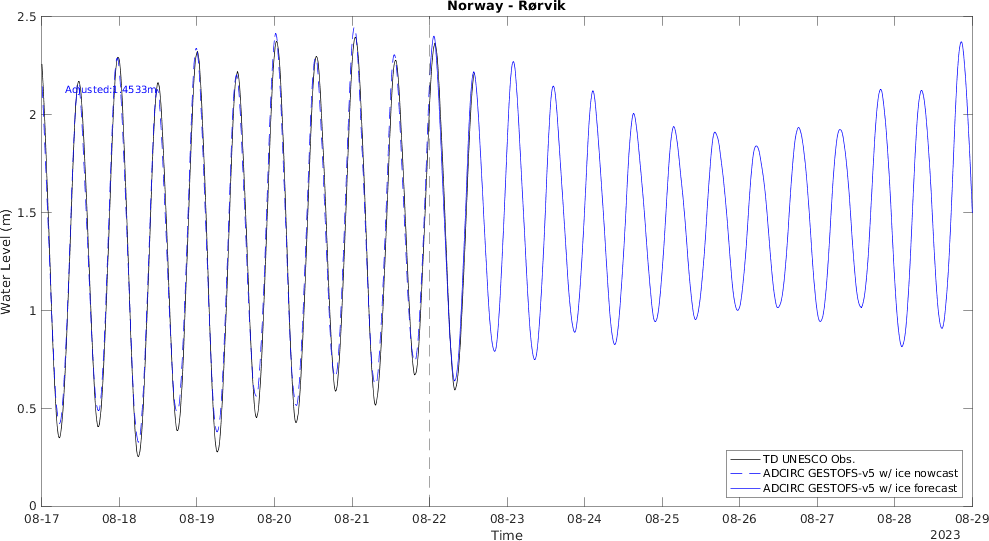 Norway - Rørvik
2.5
2
1.5
1
0.5
0
Water Level (m)
Adjusted:1.4533m
TD UNESCO Obs.
ADCIRC GESTOFS-v5 w/ ice nowcast
ADCIRC GESTOFS-v5 w/ ice forecast
08-17 08-18 08-19 08-20 08-21 08-22 08-23 08-24 08-25 08-26 08-27 08-28 08-29
Time
2023